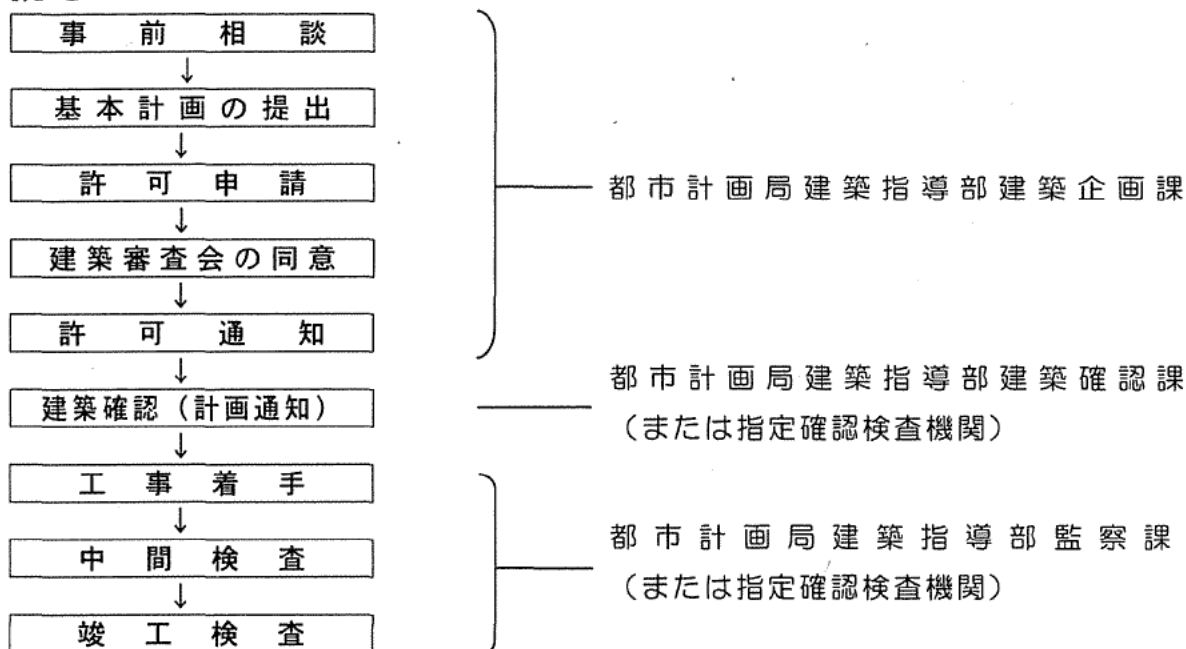 事前相談
↓
基本計画の提出
↓
許可申請
↓
建築審査会の同意
↓
許可通知
↓
建築確認(計画通知)
↓
工事着手
↓
中間検査
↓
竣工検査
都市計画局建築指導部建築企画課
都市計画局建築指導部建築確認課
(または指定確認検査機関)
都市計画局建築指導部監察課
(または指定確認検査機関)